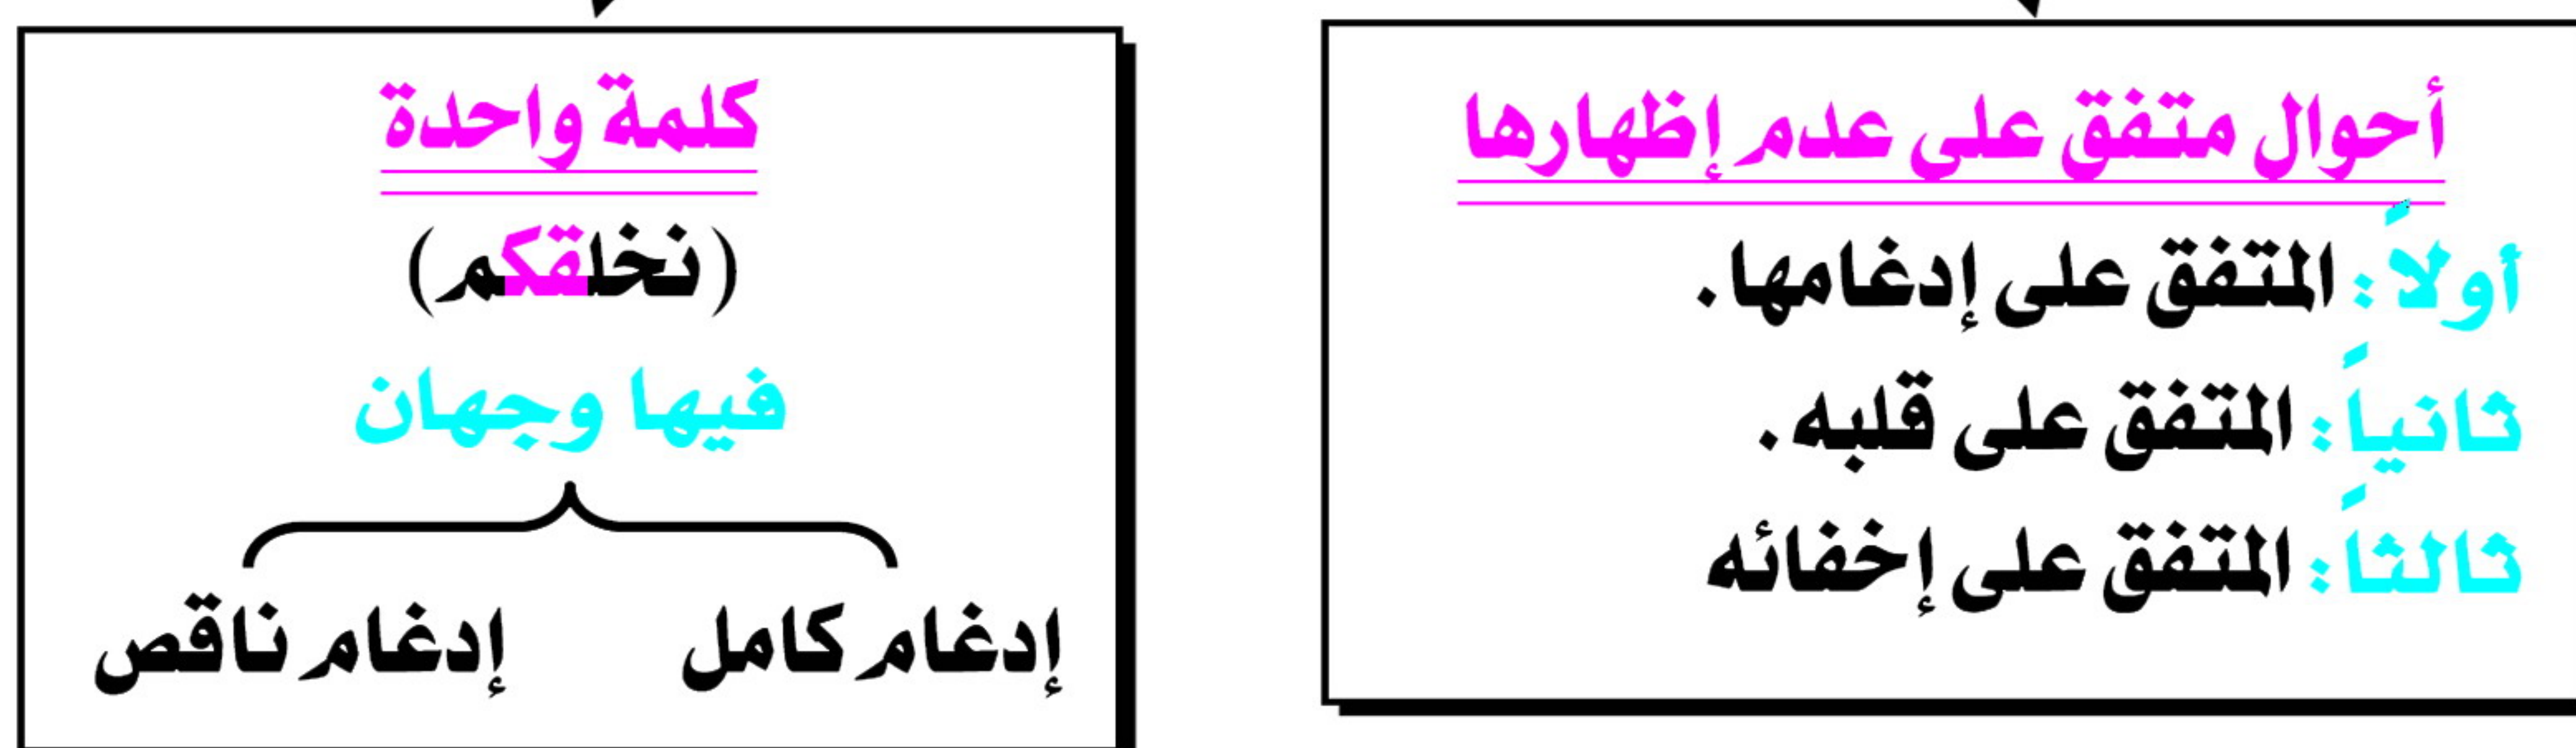 أحوال متفق على عدم إظهارها
أولاً: المتفق على إدغامها.
ثانياً: المتفق على قلبه.
ثالثاً: المتفق على إخفائه
كلمة واحدة
(نخلقكم)
فيها وجهان
إدغام كامل
إدغام ناقص